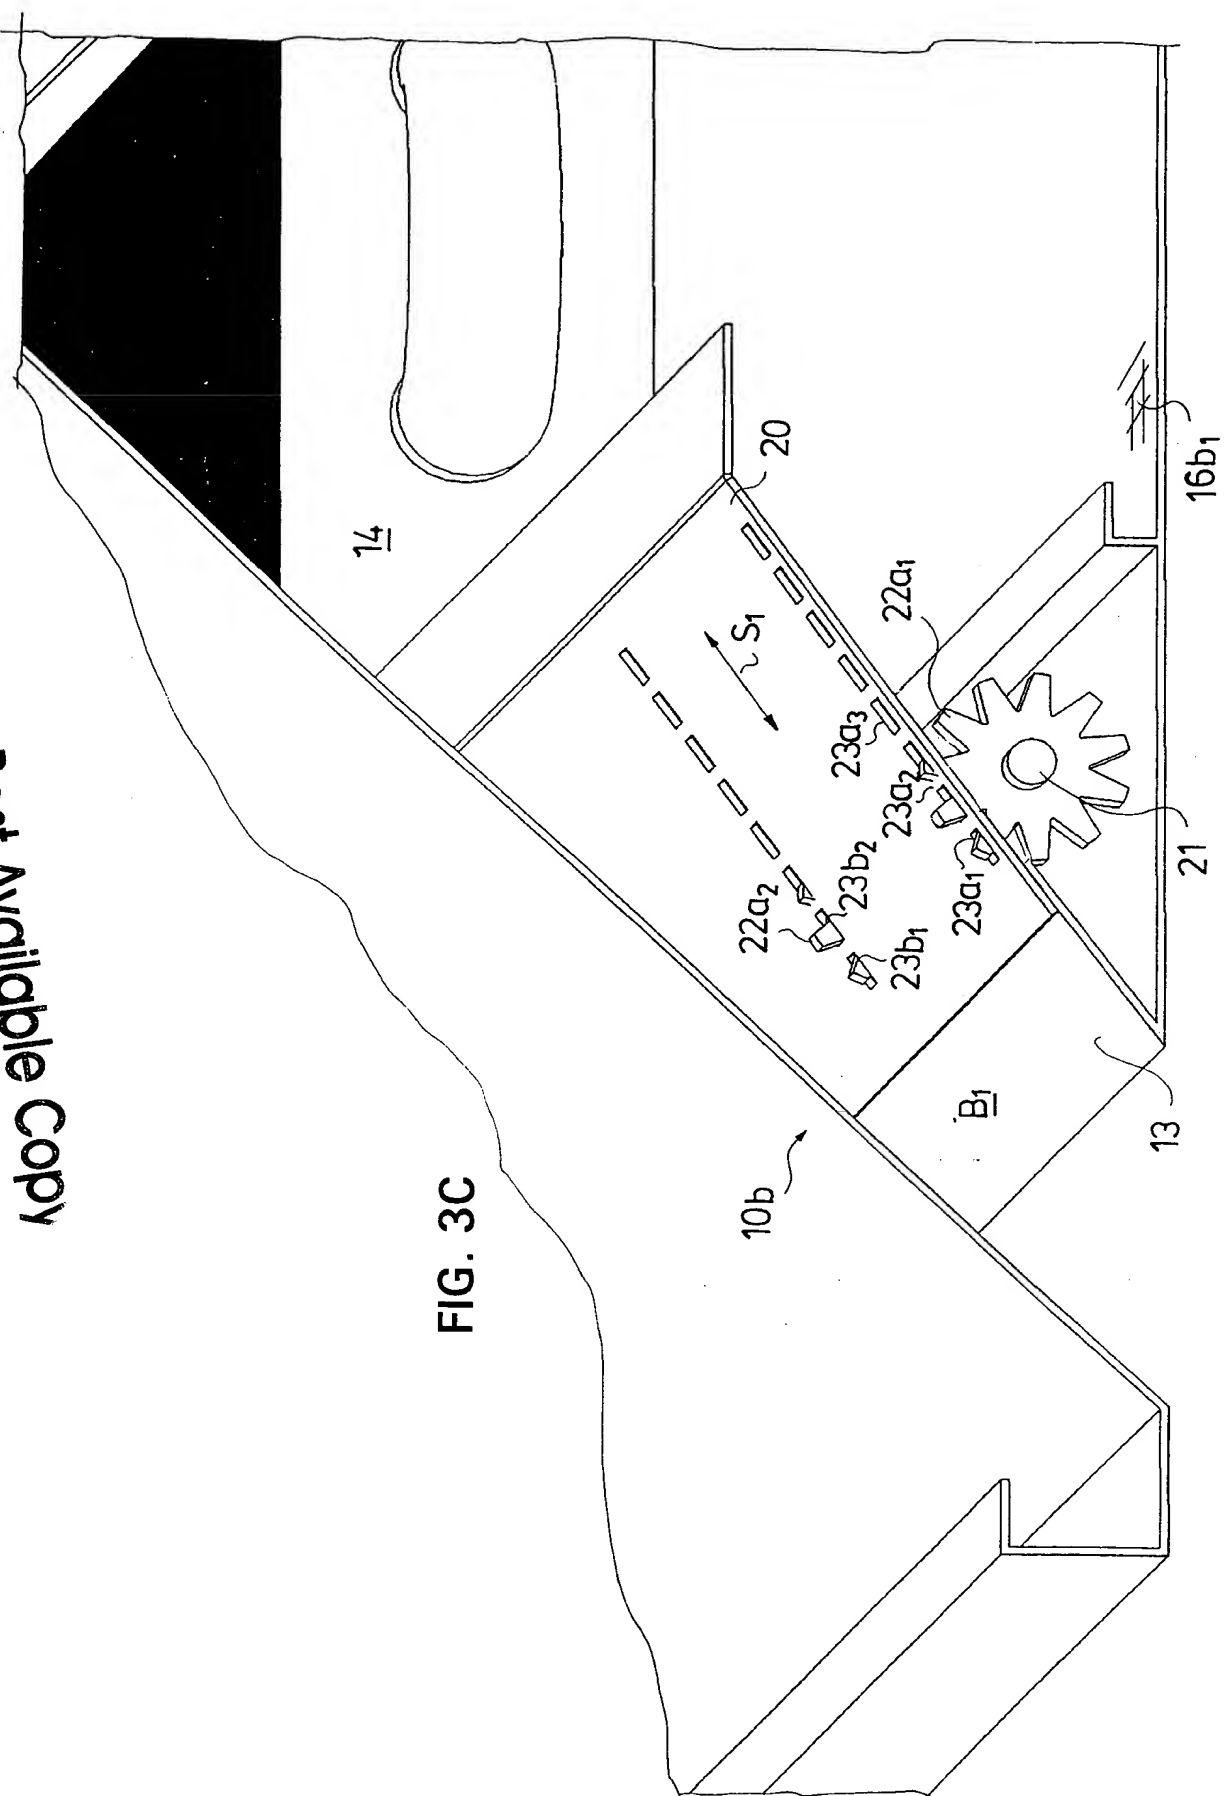 Best Available Copy
FIG. 3C
14
20
S₁
22a₁
23a₃
23a₂
23a₁
22a₂
23b₂
23b₁
10b
B₁
13
21
16b₁